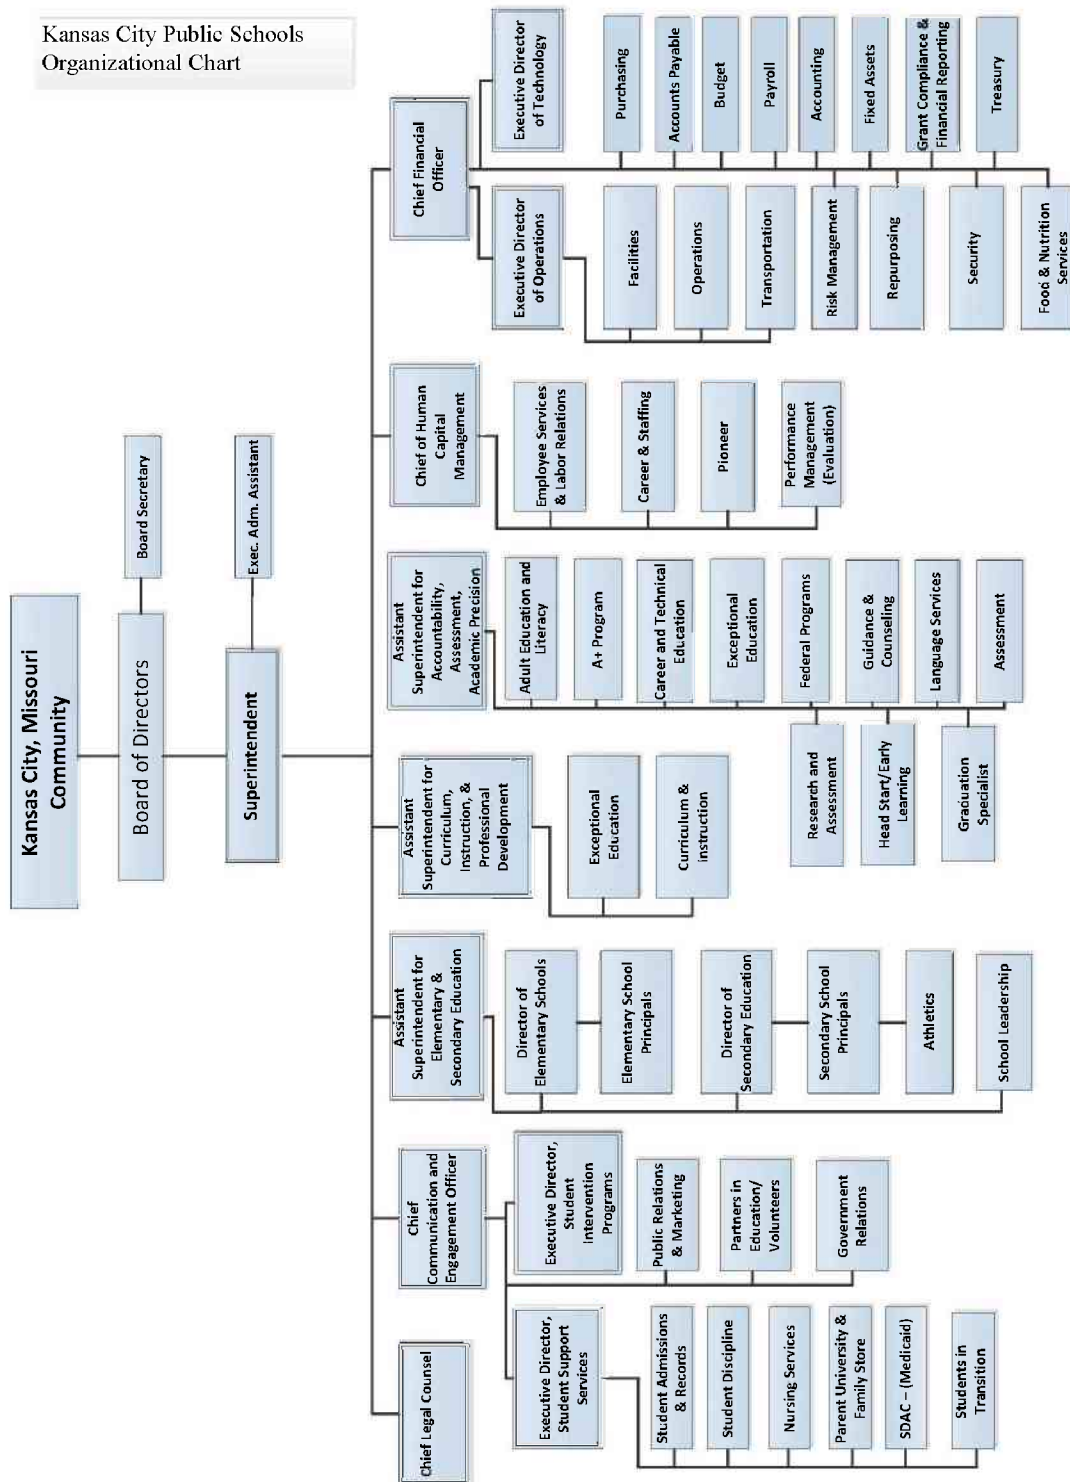 Kansas City Public Schools
Organizational Chart
Kansas City, Missouri
Community
Board of Directors
Board Secretary
Superintendent
Exec. Adm. Assistant
Chief Legal Counsel
Chief
Communication and
Engagement Officer
Executive Director,
Student Support
Services
Student Admissions
& Records
Student Discipline
Nursing Services
Parent University &
Family Store
SDAC – (Medicaid)
Students in
Transition
Executive Director,
Student
Intervention
Programs
Public Relations
& Marketing
Partners in
Education/
Volunteers
Government
Relations
Assistant
Superintendent for
Elementary &
Secondary Education
Director of
Elementary Schools
Elementary School
Principals
Director of
Secondary Education
Secondary School
Principals
Athletics
School Leadership
Assistant
Superintendent for
Curriculum,
Instruction, &
Professional
Development
Exceptional
Education
Curriculum &
instruction
Assistant
Superintendent for
Accountability,
Assessment,
Academic Precision
Adult Education and
Literacy
A+ Program
Career and Technical
Education
Exceptional
Education
Federal Programs
Guidance &
Counseling
Language Services
Assessment
Research and
Assessment
Head Start/Early
Learning
Graduation
Specialist
Chief of Human
Capital
Management
Employee Services
& Labor Relations
Career & Staffing
Pioneer
Performance
Management
(Evaluation)
Chief Financial
Officer
Executive Director
of Operations
Facilities
Operations
Transportation
Risk Management
Repurposing
Security
Food & Nutrition
Services
Executive Director
of Technology
Purchasing
Accounts Payable
Budget
Payroll
Accounting
Fixed Assets
Grant Compliance &
Financial Reporting
Treasury